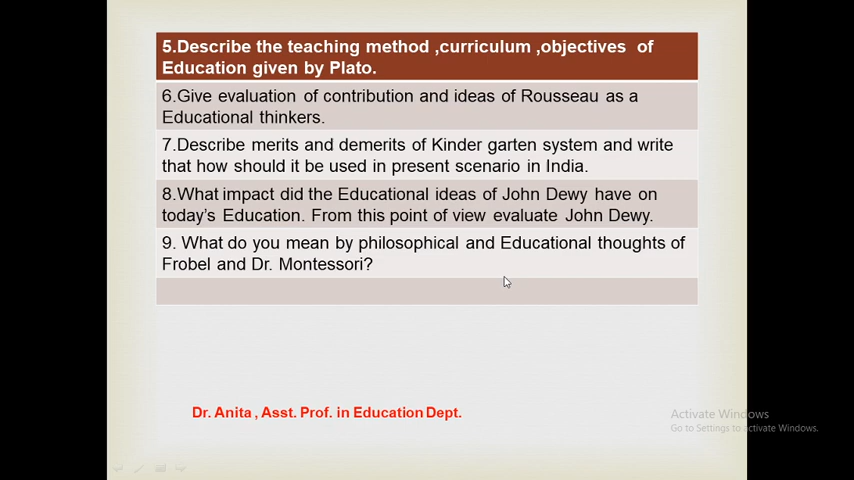 5.Describe the teaching method ,curriculum ,objectives of
Education given by Plato.
6.Give evaluation of contribution and ideas of Rousseau as a
Educational thinkers.
7.Describe merits and demerits of Kinder garten system and write
that how should it be used in present scenario in India.
8.What impact did the Educational ideas of John Dewy have on
today's Education. From this point of view evaluate John Dewy.
9. What do you mean by philosophical and Educational thoughts of
Frobel and Dr. Montessori?
Dr. Anita , Asst. Prof. in Education Dept.
Activate Windows
Go to Settings to activate Windows.